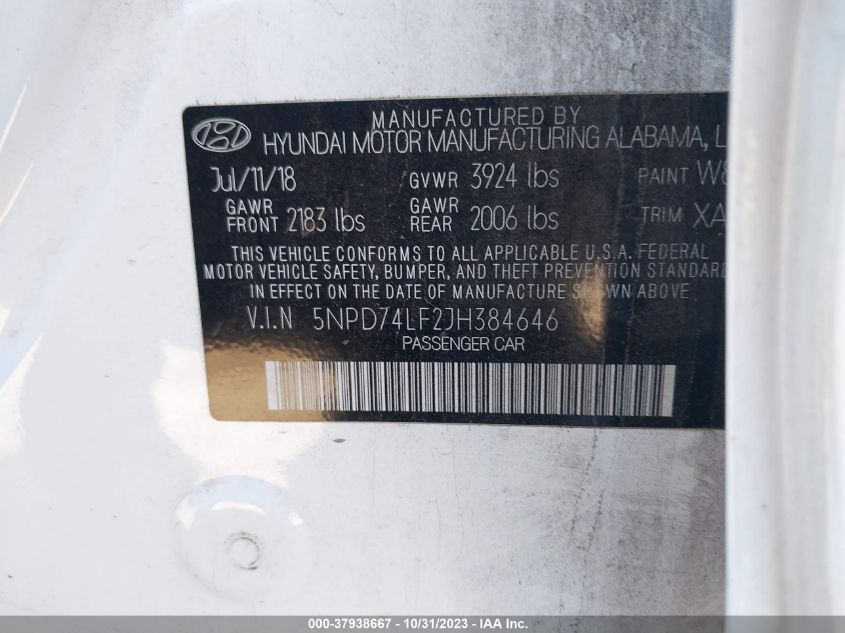 MANUFACTURED BY
HYUNDAI MOTOR MANUFACTURING ALABAMA,
Jul/11/18 GVWR 3924 lbs PAINT
GAWR FRONT 2183 lbs GAWR REAR 2006 lbs TRIM
THIS VEHICLE CONFORMS TO ALL APPLICABLE U.S.A. FEDERAL
MOTOR VEHICLE SAFETY, BUMPER, AND THEFT PREVENTION STANDARD
IN EFFECT ON THE DATE OF MANUFACTURE SHOWN ABOVE
V.I.N 5NPD74LF2JH384646
PASSENGER CAR
000-37938667 - 10/31/2023 - IAA Inc.